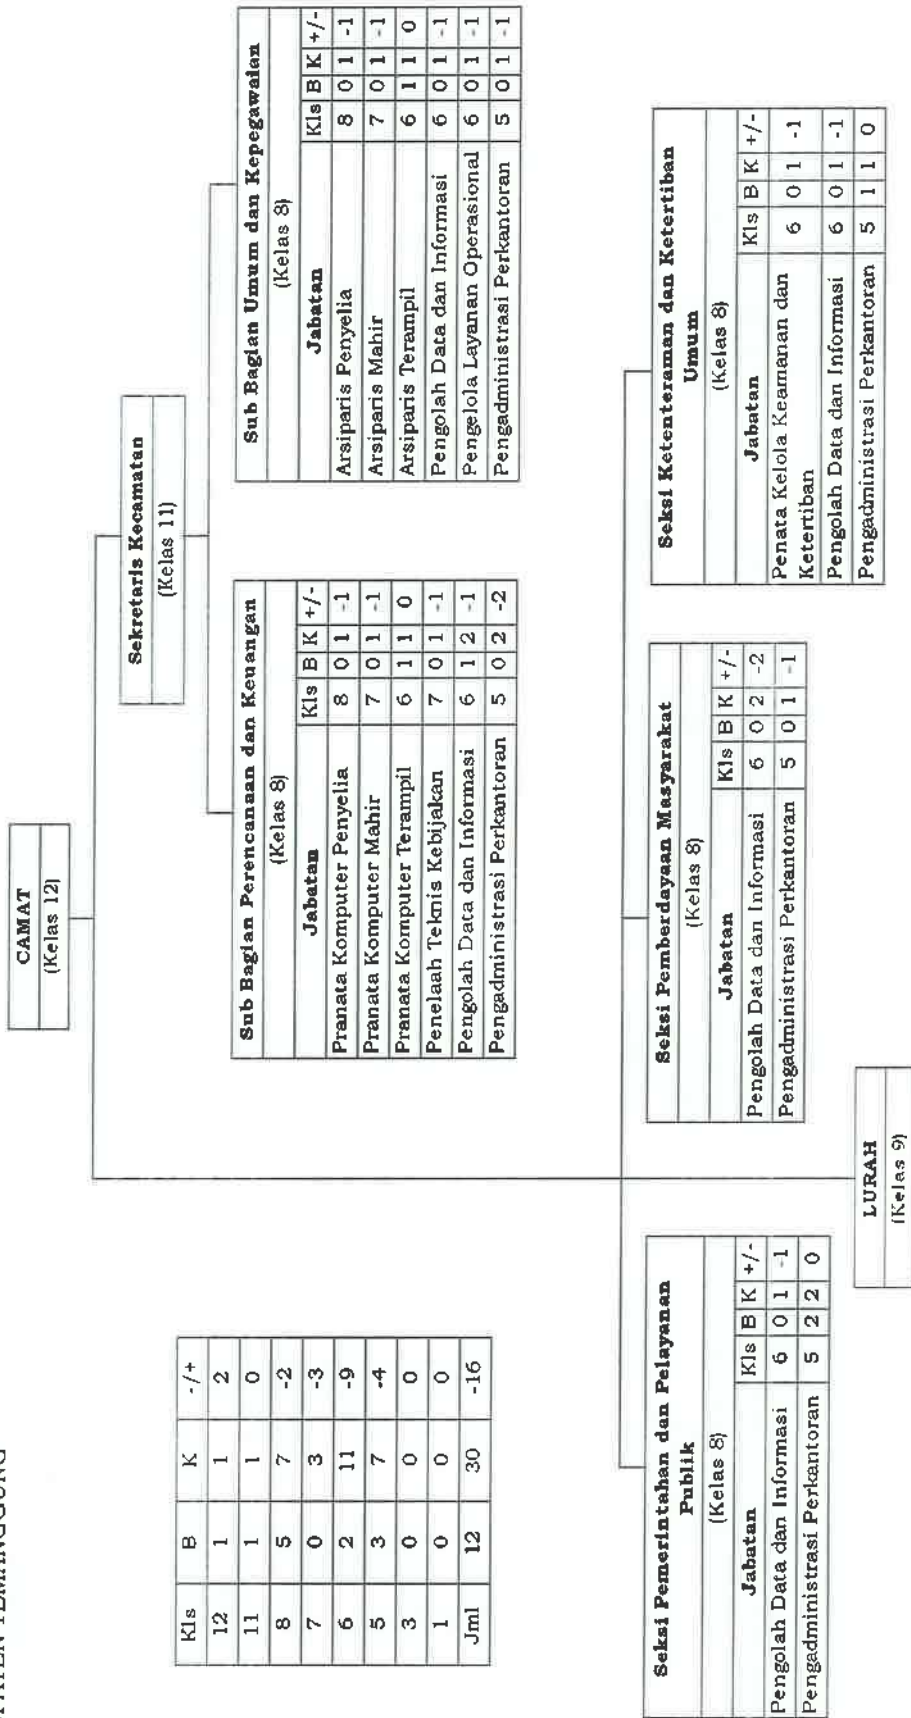 PATEN TEMANGGUNG
CAMAT
(Kelas 12)
Sekretaris Kecamatan
(Kelas 11)
Kls B K -/+
12 1 1 2
11 1 1 0
8 5 7 -2
7 0 3 -3
6 2 11 -9
5 3 7 -4
3 0 0 0
1 0 0 0
Jml 12 30 -16
Sub Bagian Perencanaan dan Keuangan
(Kelas 8)
Jabatan Kls B K +/-
Pranata Komputer Penyelia 8 0 1 -1
Pranata Komputer Mahir 7 0 1 -1
Pranata Komputer Terampil 6 1 1 0
Penelaah Teknis Kebijakan 7 0 1 -1
Pengolah Data dan Informasi 6 1 2 -1
Pengadministrasi Perkantoran 5 0 2 -2
Sub Bagian Umum dan Kepegawaian
(Kelas 8)
Jabatan Kls B K +/-
Arsiparis Penyelia 8 0 1 -1
Arsiparis Mahir 7 0 1 -1
Arsiparis Terampil 6 1 1 0
Pengolah Data dan Informasi 6 0 1 -1
Pengelola Layanan Operasional 6 0 1 -1
Pengadministrasi Perkantoran 5 0 1 -1
Seksi Pemerintahan dan Pelayanan
Publik
(Kelas 8)
Jabatan Kls B K +/-
Pengolah Data dan Informasi 6 0 1 -1
Pengadministrasi Perkantoran 5 2 2 0
Seksi Pemberdayaan Masyarakat
(Kelas 8)
Jabatan Kls B K +/-
Pengolah Data dan Informasi 6 0 2 -2
Pengadministrasi Perkantoran 5 0 1 -1
Seksi Ketenteraman dan Ketertiban
Umum
(Kelas 8)
Jabatan Kls B K +/-
Penata Kelola Keamanan dan
Ketertiban 6 0 1 -1
Pengolah Data dan Informasi 6 0 1 -1
Pengadministrasi Perkantoran 5 1 1 0
LURAH
(Kelas 9)